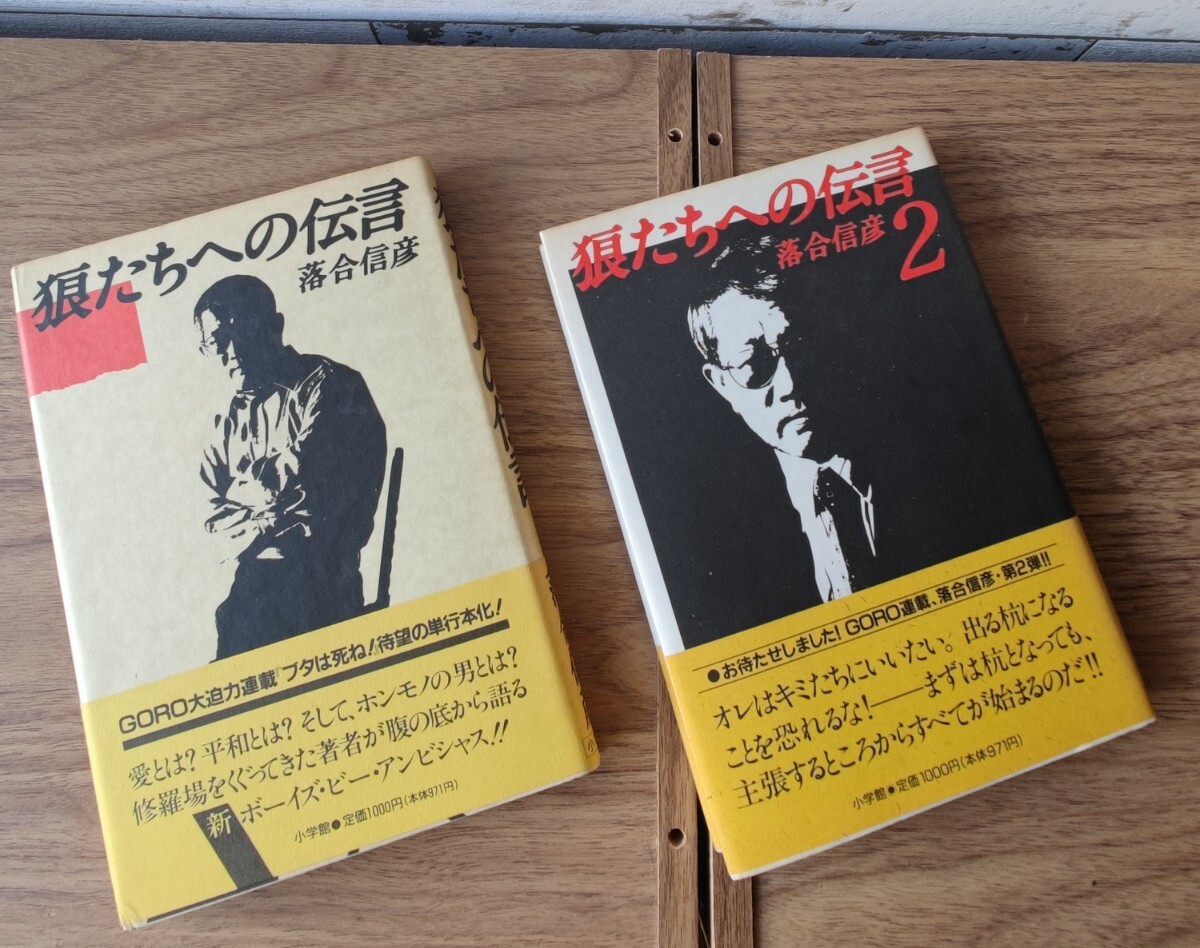 狼たちへの伝言
落合信彦
GORO大迫力連載“ブタは死ね!”待望の単行本化!
愛とは?平和とは?そして、ホンモノの男とは?
修羅場をくぐってきた著者が腹の底から語る
新ボーイズ・ビー・アンビシャス!!
小学館●定価1000円(本体971円)
狼たちへの伝言
落合信彦
2
●お待たせしました!GORO連載、落合信彦・第2弾!!
オレはキミたちにいいたい。出る杭になる
ことを恐れるな!——まずは杭となっても、
主張するところからすべてが始まるのだ!!
小学館●定価1000円(本体971円)